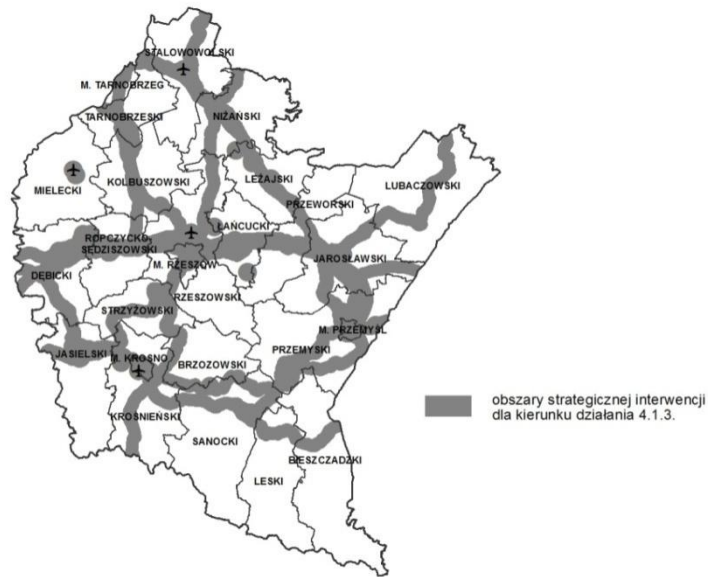 STALOWOWOLSKI
M. TARNOBRZEG
TARNOBRZESKI
NIŻAŃSKI
MIELECKI
KOLBUSZOWSKI
LEŻAJSKI
LUBACZOWSKI
PRZEWORSKI
ŁAŃCUCKI
ROPCZYCKO-
SĘDZISZOWSKI
JAROSŁAWSKI
M. RZESZÓW
DĘBICKI
RZESZOWSKI
STRZYŻOWSKI
M. PRZEMYŚL
JASIELSKI
M. KROSNO
BRZOZOWSKI
PRZEMYSKI
KROŚNIEŃSKI
SANOCKI
BIESZCZADZKI
LESKI
obszary strategicznej interwencji
dla kierunku działania 4.1.3.